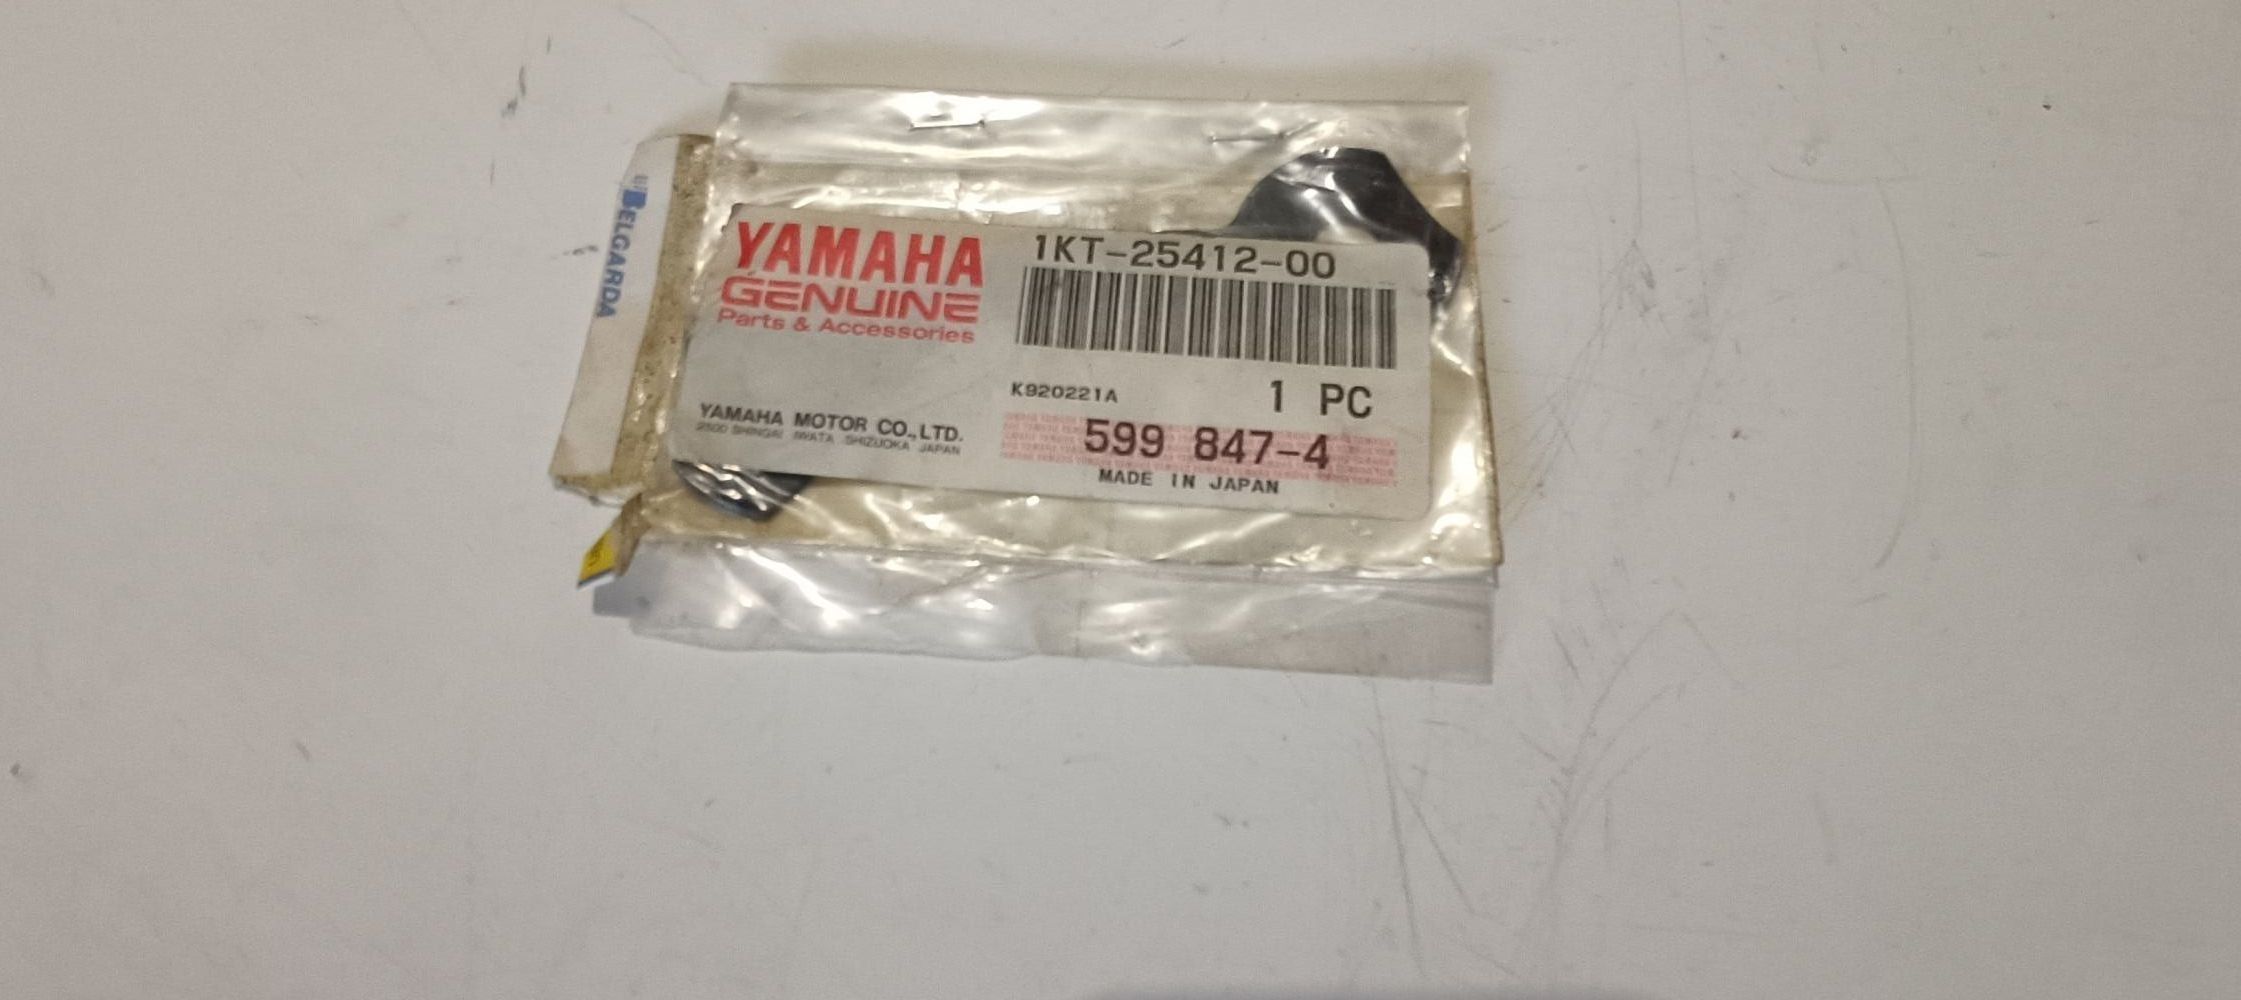 BELGARDA
YAMAHA
GENUINE
Parts & Accessories
YAMAHA MOTOR CO., LTD.
2500 SHINGAI IWATA SHIZUOKA JAPAN
1KT-25412-00
K920221A
1 PC
599 847-4
MADE IN JAPAN